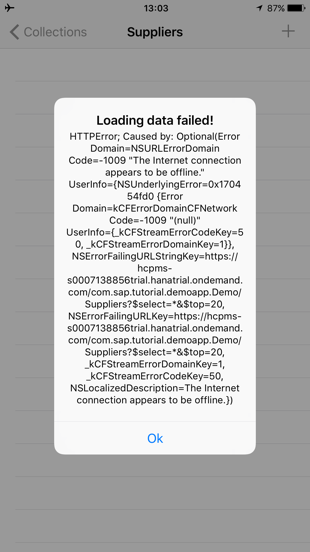 13:03
87%
Collections
Suppliers
Loading data failed!
HTTPError; Caused by: Optional(Error
Domain=NSURLErrorDomain
Code=-1009 "The Internet connection
appears to be offline."
UserInfo={NSUnderlyingError=0x1704
54fd0 {Error
Domain=kCFErrorDomainCFNetwork
Code=-1009 "(null)"
UserInfo={_kCFStreamErrorCodeKey=5
0, _kCFStreamErrorDomainKey=1}},
NSErrorFailingURLStringKey=https://
hcpms-
s0007138856trial.hanatrial.ondemand.
com/com.sap.tutorial.demoapp.Demo/
Suppliers?$select=*&$top=20,
NSErrorFailingURLKey=https://hcpms-
s0007138856trial.hanatrial.ondemand.
com/com.sap.tutorial.demoapp.Demo/
Suppliers?$select=*&$top=20,
_kCFStreamErrorDomainKey=1,
_kCFStreamErrorCodeKey=50,
NSLocalizedDescription=The Internet
connection appears to be offline.})
Ok